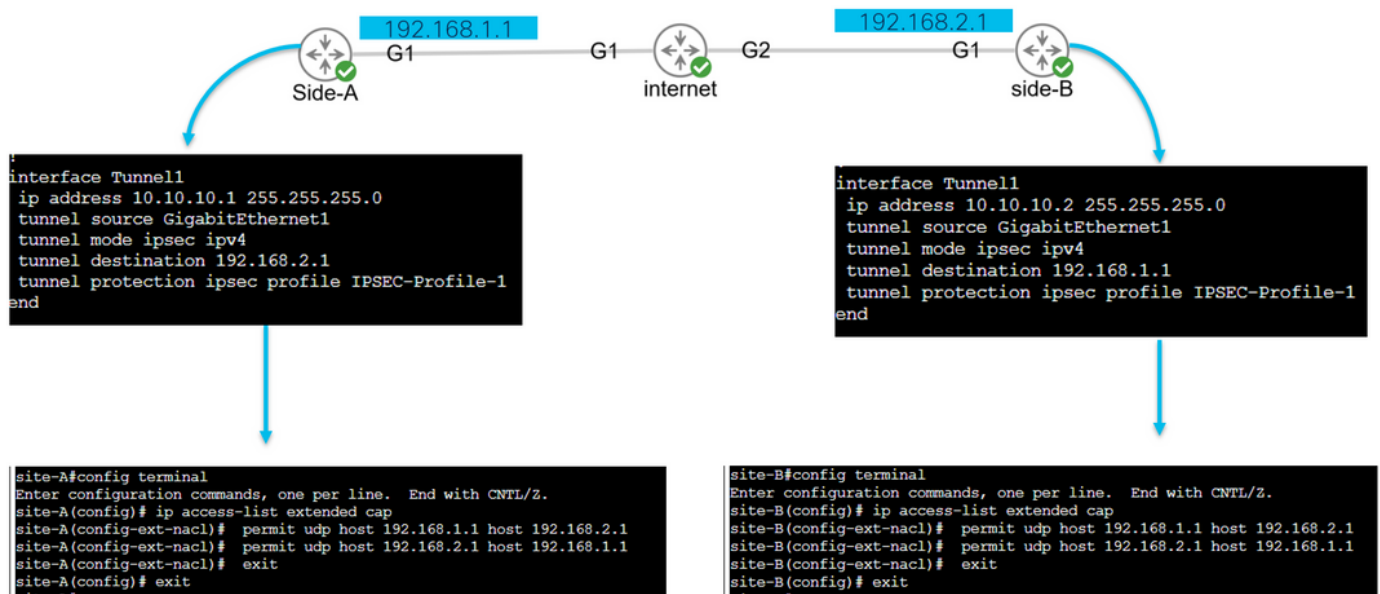 192.168.1.1
192.168.2.1
G1
G1
G2
G1
Side-A
internet
side-B
interface Tunnel1
ip address 10.10.10.1 255.255.255.0
tunnel source GigabitEthernet1
tunnel mode ipsec ipv4
tunnel destination 192.168.2.1
tunnel protection ipsec profile IPSEC-Profile-1
end
interface Tunnel1
ip address 10.10.10.2 255.255.255.0
tunnel source GigabitEthernet1
tunnel mode ipsec ipv4
tunnel destination 192.168.1.1
tunnel protection ipsec profile IPSEC-Profile-1
end
site-A#config terminal
Enter configuration commands, one per line. End with CNTL/Z.
site-A(config)# ip access-list extended cap
site-A(config-ext-nacl)# permit udp host 192.168.1.1 host 192.168.2.1
site-A(config-ext-nacl)# permit udp host 192.168.2.1 host 192.168.1.1
site-A(config-ext-nacl)# exit
site-A(config)# exit
site-B#config terminal
Enter configuration commands, one per line. End with CNTL/Z.
site-B(config)# ip access-list extended cap
site-B(config-ext-nacl)# permit udp host 192.168.1.1 host 192.168.2.1
site-B(config-ext-nacl)# permit udp host 192.168.2.1 host 192.168.1.1
site-B(config-ext-nacl)# exit
site-B(config)# exit